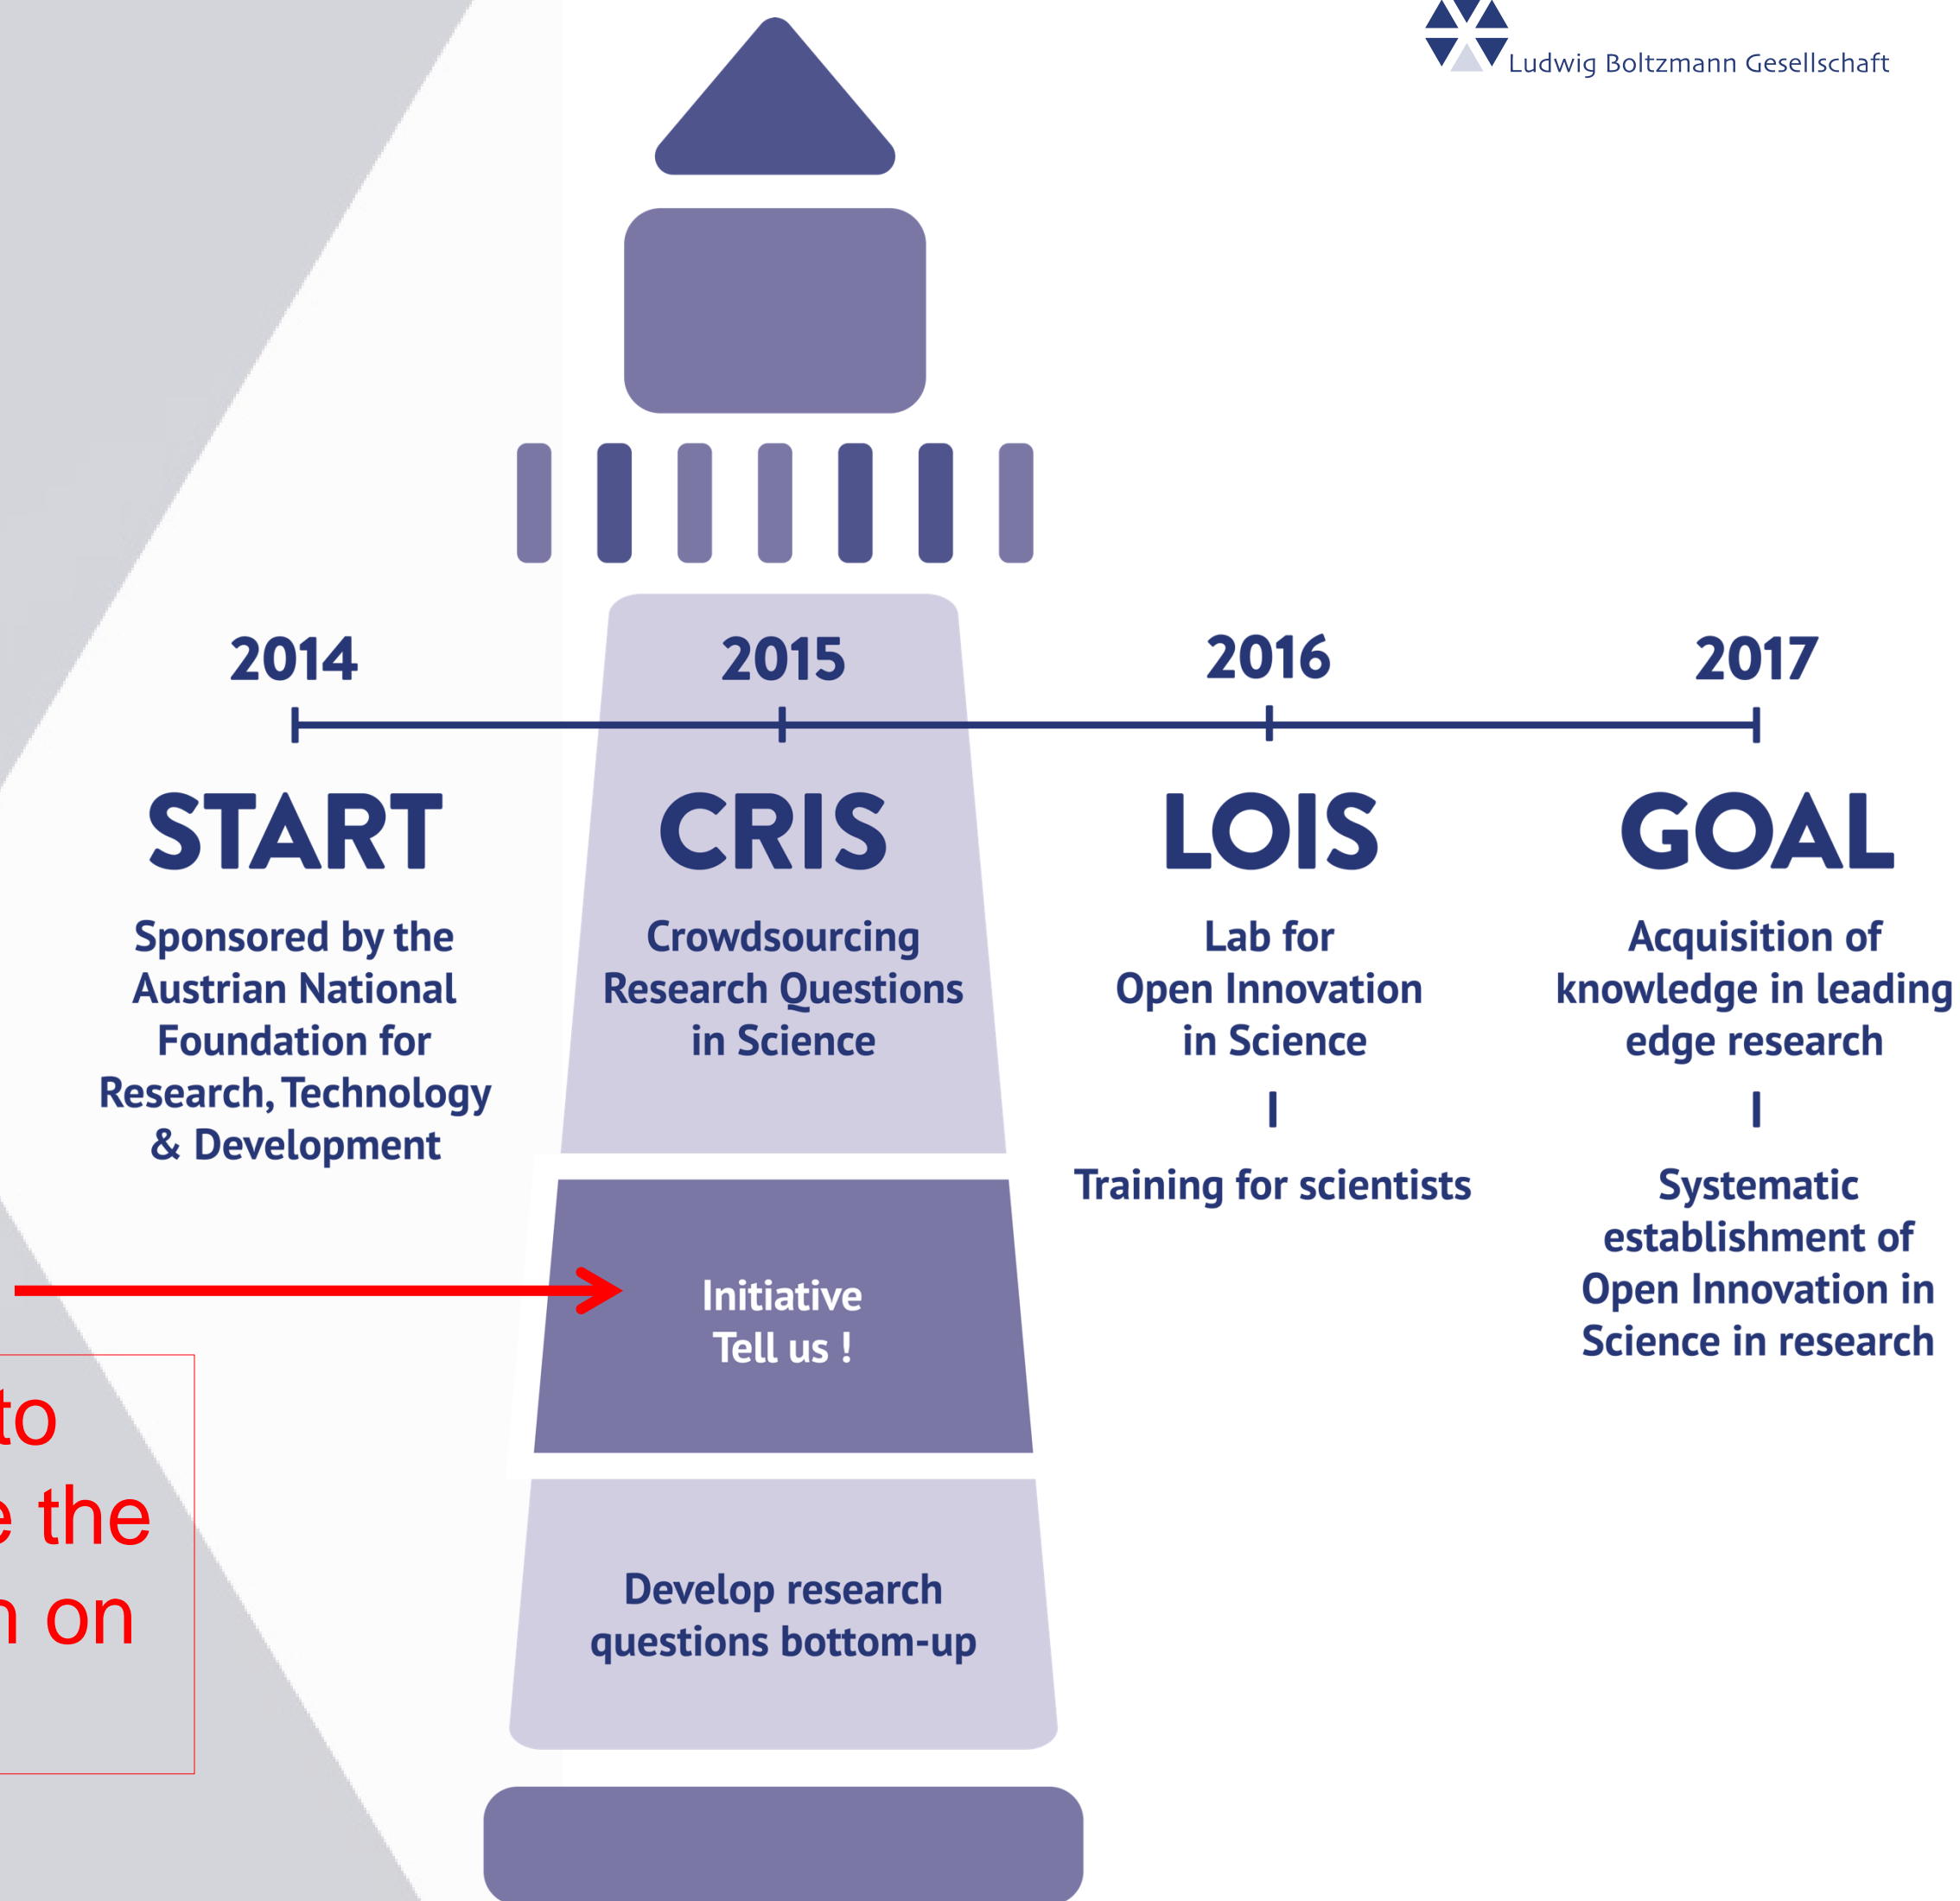 Ludwig Boltzmann Gesellschaft
2014
2015
2016
2017
START
CRIS
LOIS
GOAL
Sponsored by the
Austrian National
Foundation for
Research, Technology
& Development
Crowdsourcing
Research Questions
in Science
Initiative
Tell us !
Develop research
questions bottom-up
Lab for
Open Innovation
in Science
Training for scientists
Acquisition of
knowledge in leading
edge research
Systematic
establishment of
Open Innovation in
Science in research
to
the
on